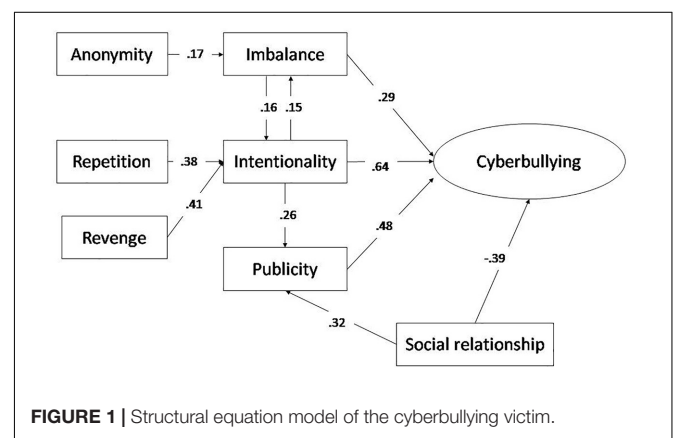 Anonymity .17 Imbalance
.29
.16 .15
Repetition .38 Intentionality .64 Cyberbullying
.41
Revenge .26 .48
Publicity -.39
.32
Social relationship
FIGURE 1 | Structural equation model of the cyberbullying victim.